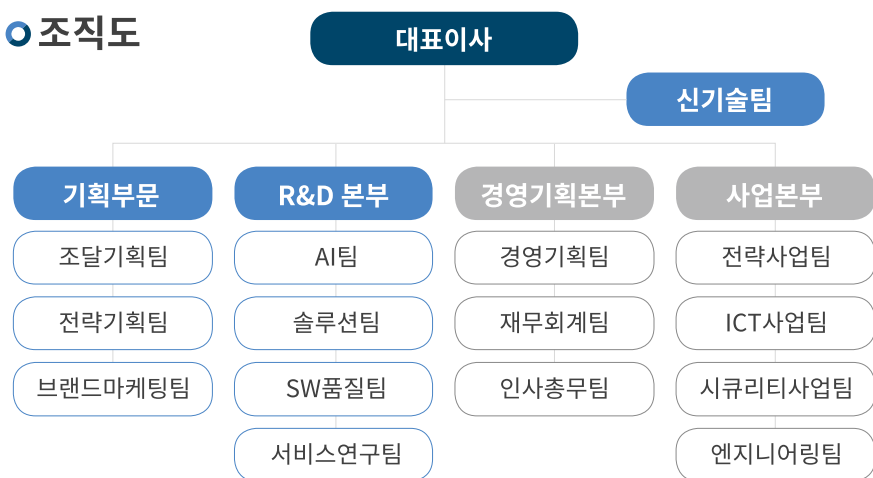 조직도
대표이사
신기술팀
기획부문
조달기획팀
전략기획팀
브랜드마케팅팀
R&D 본부
AI팀
솔루션팀
SW품질팀
서비스연구팀
경영기획본부
경영기획팀
재무회계팀
인사총무팀
사업본부
전략사업팀
ICT사업팀
시큐리티사업팀
엔지니어링팀